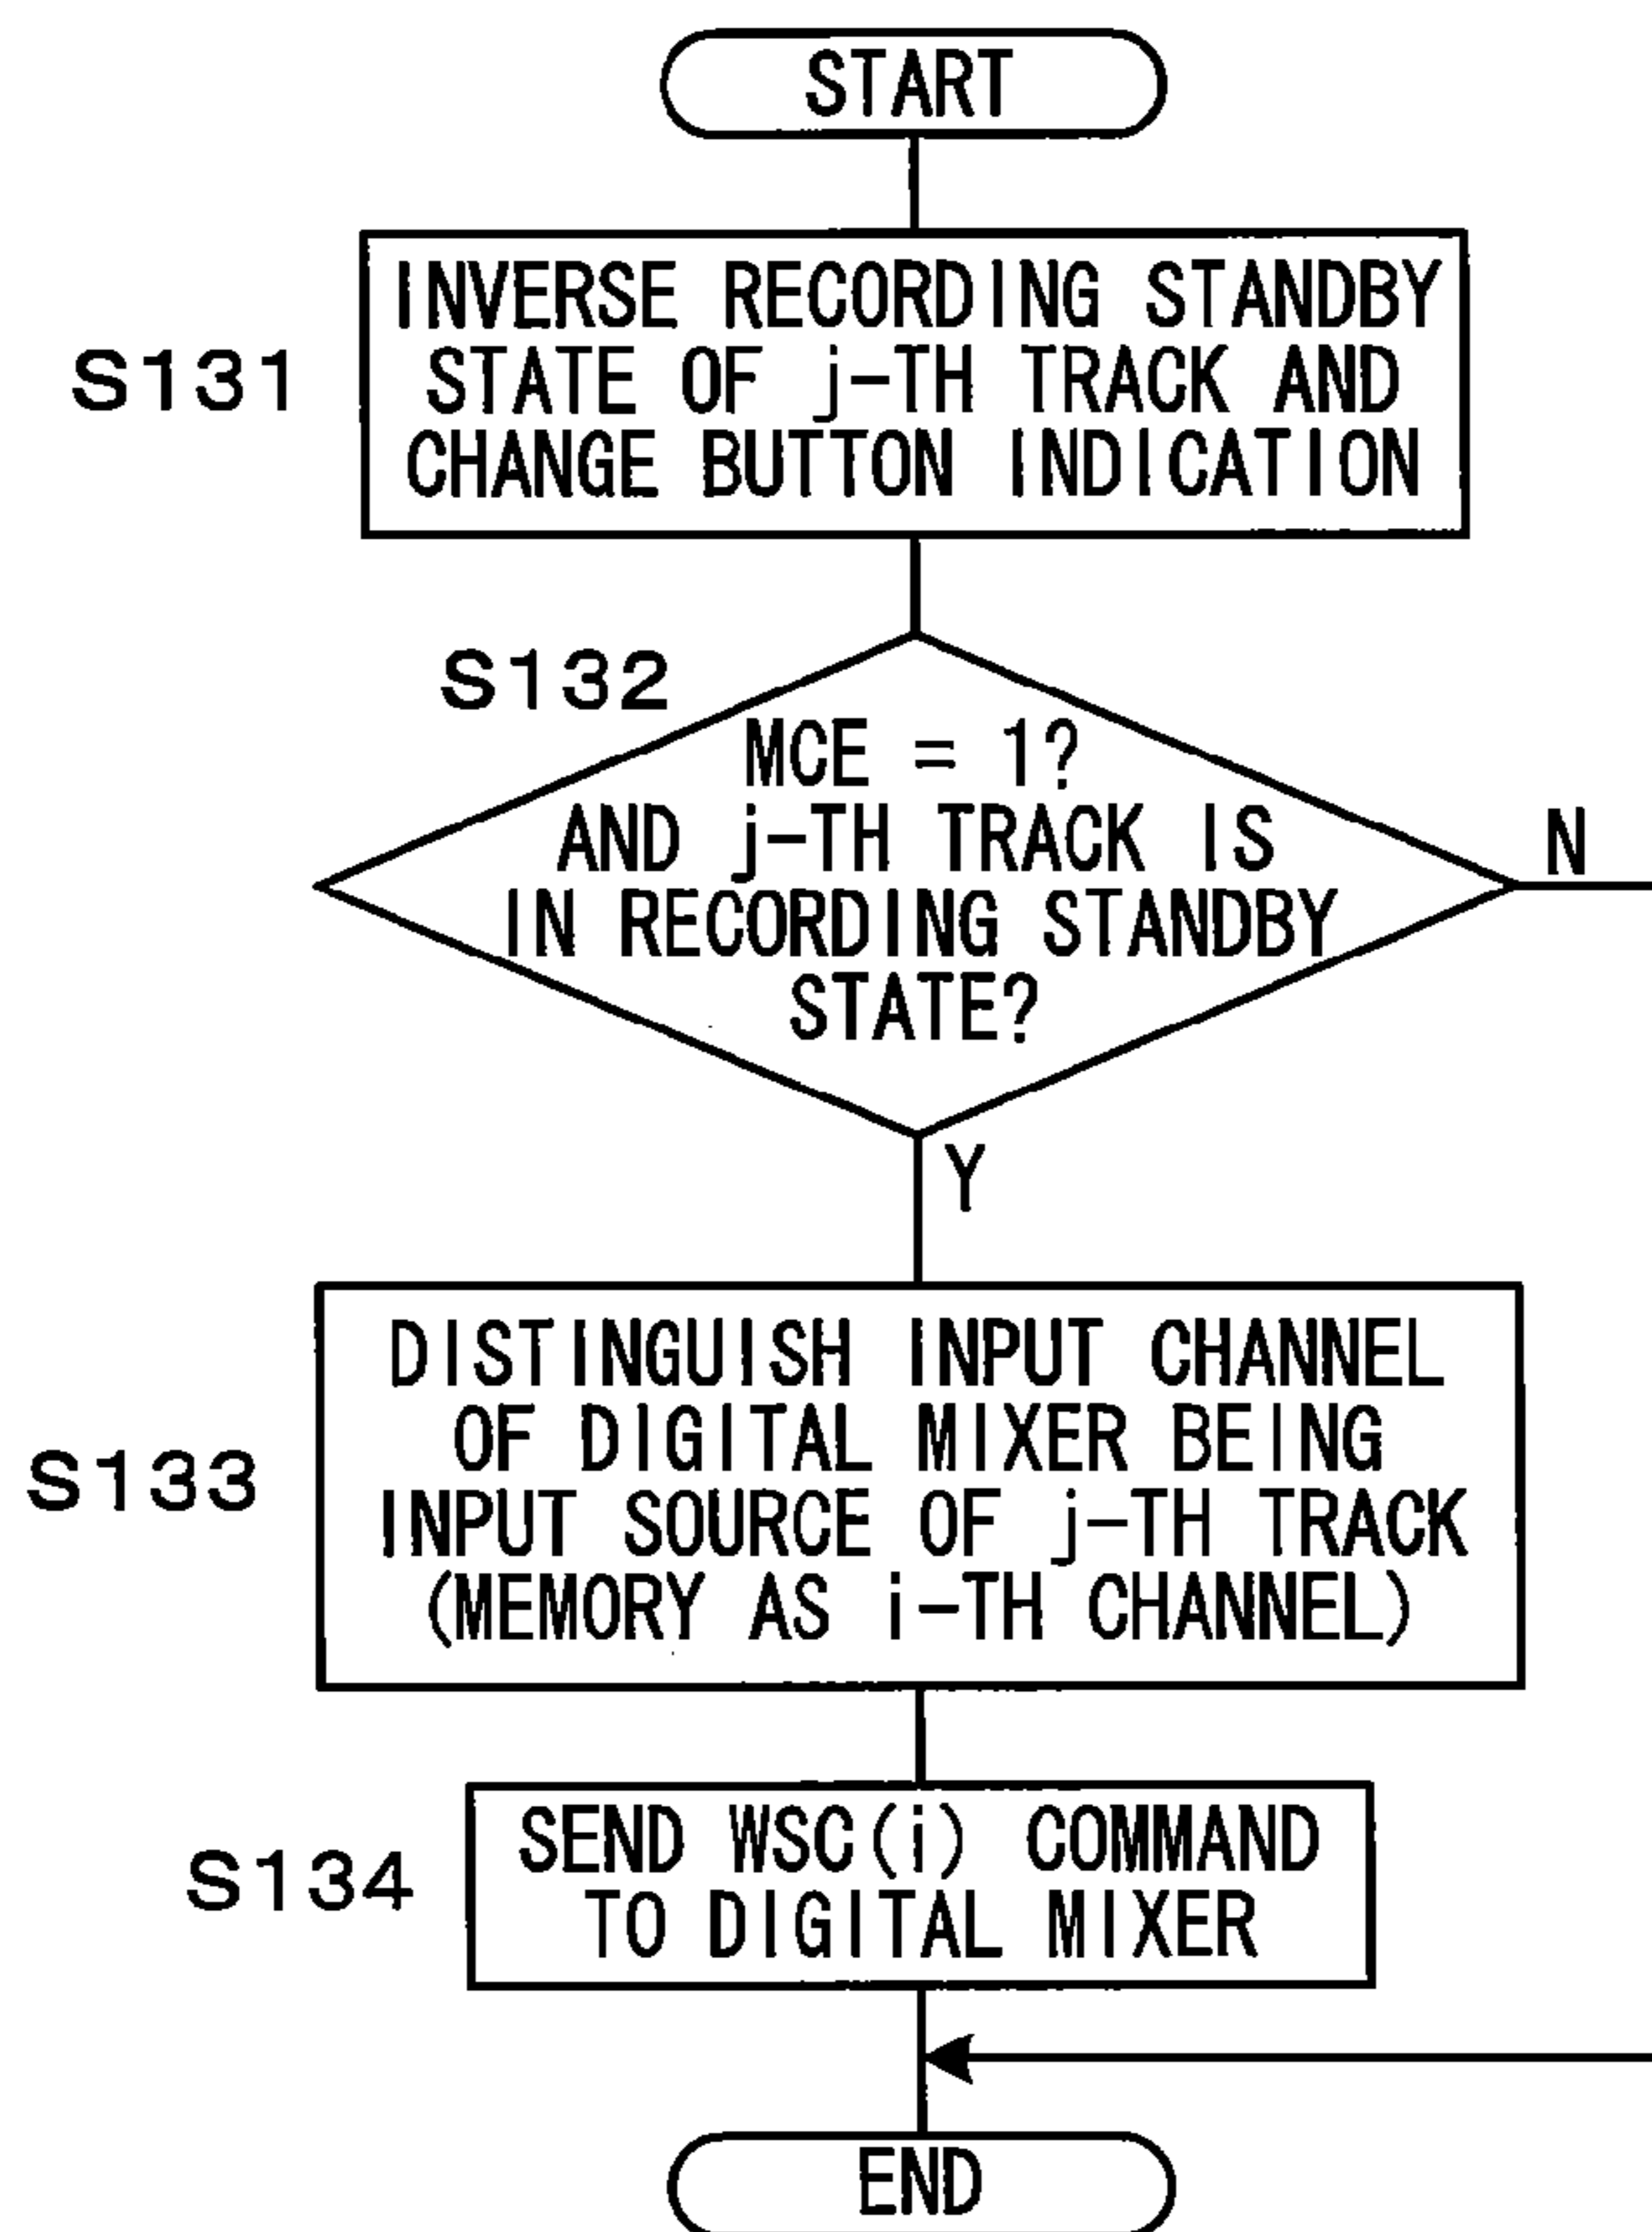 START
S131
INVERSE RECORDING STANDBY
STATE OF j-TH TRACK AND
CHANGE BUTTON INDICATION
S132
MCE = 1?
AND j-TH TRACK IS
IN RECORDING STANDBY
STATE?
N
Y
S133
DISTINGUISH INPUT CHANNEL
OF DIGITAL MIXER BEING
INPUT SOURCE OF j-TH TRACK
(MEMORY AS i-TH CHANNEL)
S134
SEND WSC(i) COMMAND
TO DIGITAL MIXER
END